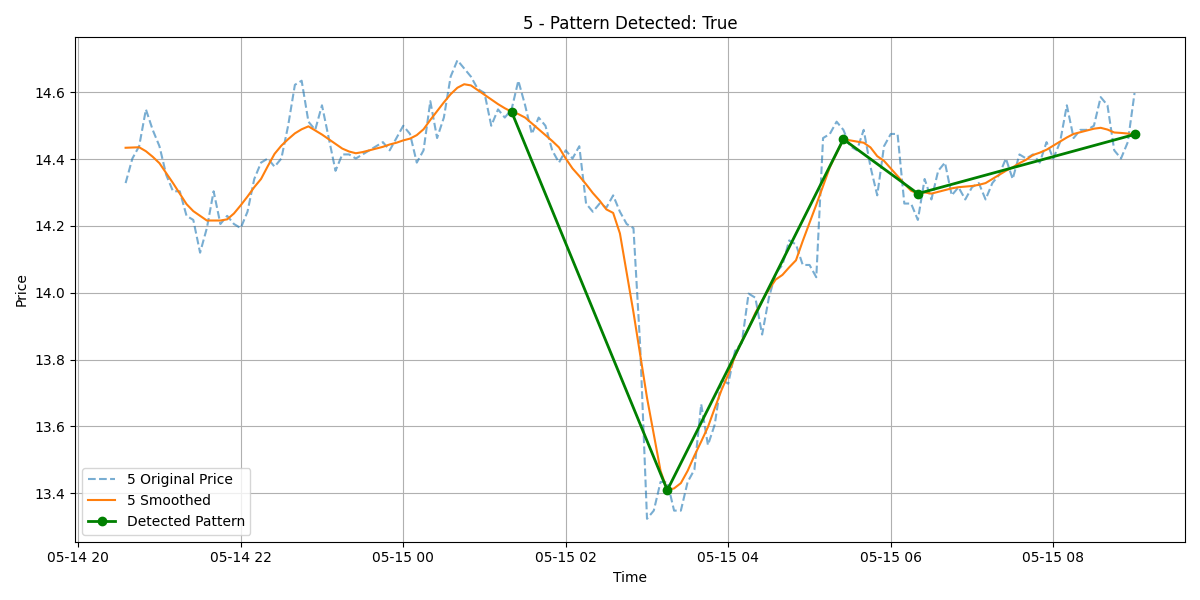 5 - Pattern Detected: True
Price
14.6
14.4
14.2
14.0
13.8
13.6
13.4
5 Original Price
5 Smoothed
Detected Pattern
05-14 20
05-14 22
05-15 00
05-15 02
05-15 04
05-15 06
05-15 08
Time